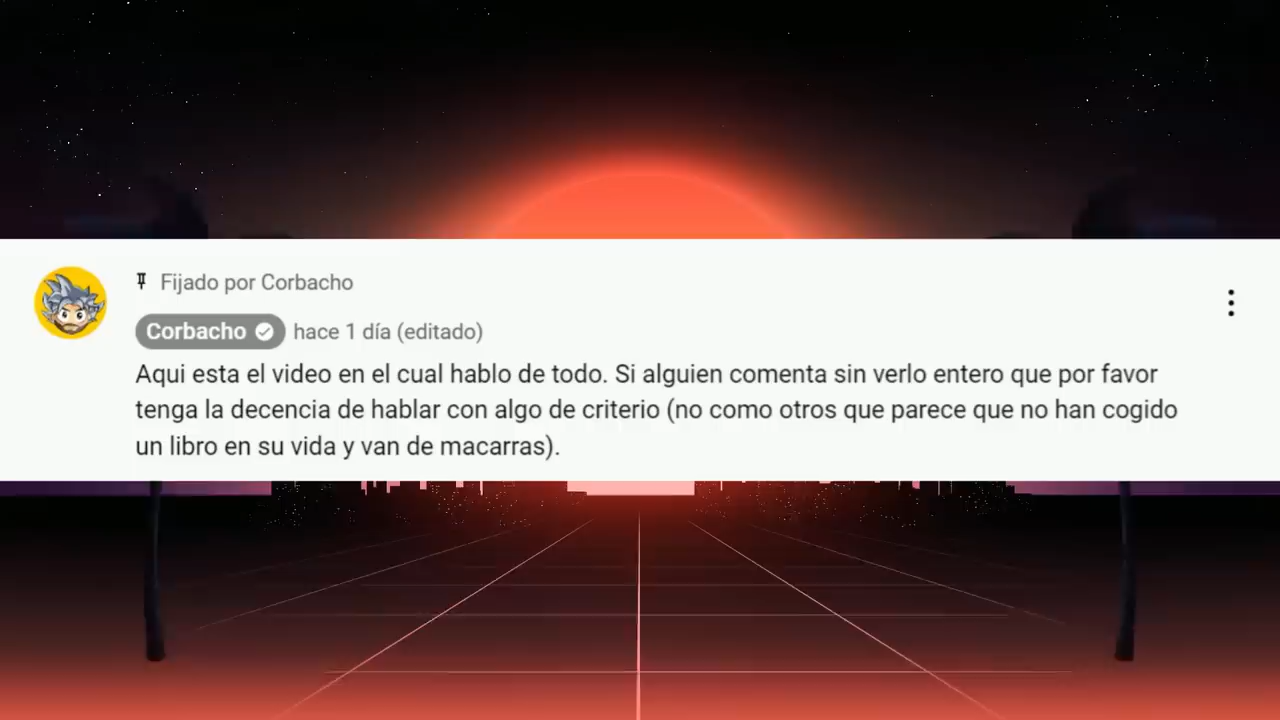 Fijado por Corbacho
Corbacho hace 1 día (editado)
Aqui esta el video en el cual hablo de todo. Si alguien comenta sin verlo entero que por favor
tenga la decencia de hablar con algo de criterio (no como otros que parece que no han cogido
un libro en su vida y van de macarras).